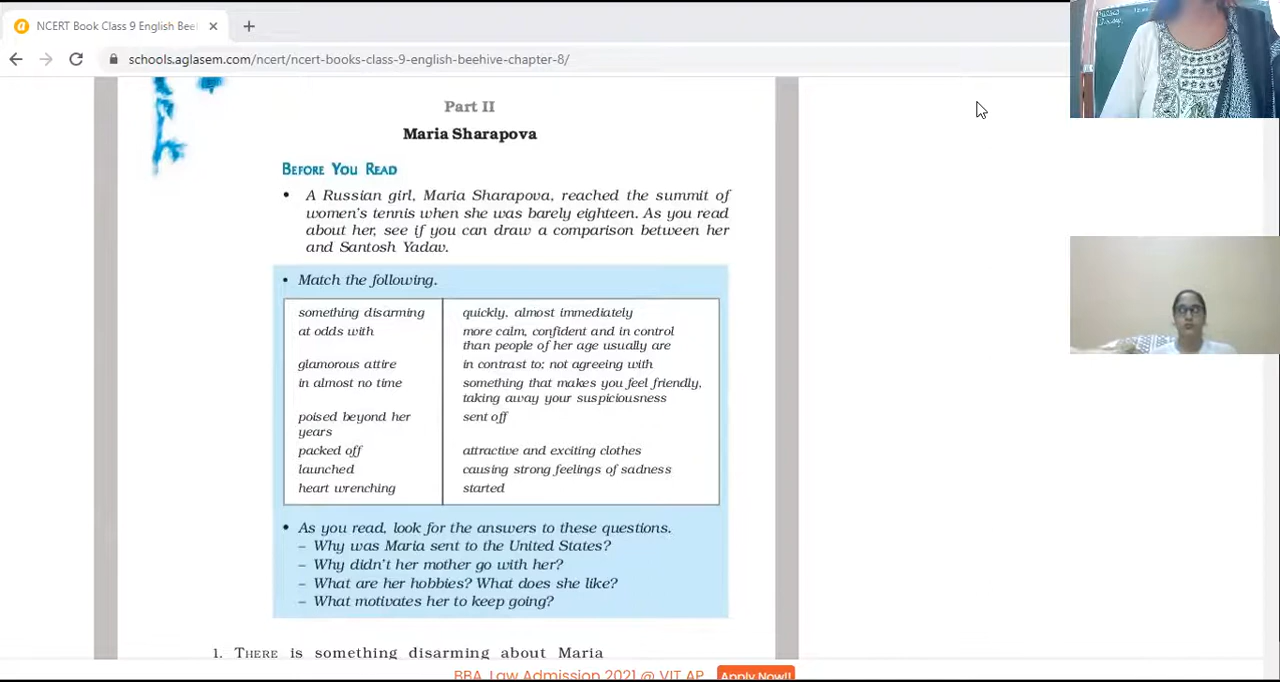 NCERT Book Class 9 English Bee
schools.aglasem.com/ncert/ncert-books-class-9-english-beehive-chapter-8/
Part II
Maria Sharapova
BEFORE YOU READ
• A Russian girl, Maria Sharapova, reached the summit of
women's tennis when she was barely eighteen. As you read
about her, see if you can draw a comparison between her
and Santosh Yadav.
• Match the following.
something disarming quickly, almost immediately
at odds with more calm, confident and in control
than people of her age usually are
glamorous attire in contrast to; not agreeing with
in almost no time something that makes you feel friendly,
taking away your suspiciousness
poised beyond her sent off
years
packed off attractive and exciting clothes
launched causing strong feelings of sadness
heart wrenching started
• As you read, look for the answers to these questions.
– Why was Maria sent to the United States?
– Why didn't her mother go with her?
– What are her hobbies? What does she like?
– What motivates her to keep going?
1. THERE is something disarming about Maria
BBA, Law Admission 2021 @ VIT AP Apply Now!!